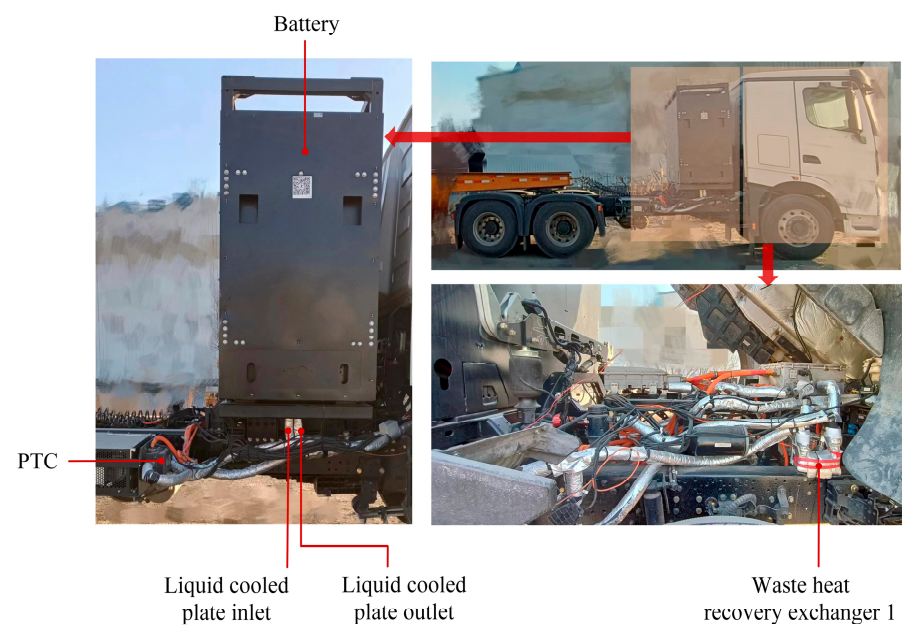 Battery
PTC
Liquid cooled
plate inlet
Liquid cooled
plate outlet
Waste heat
recovery exchanger 1